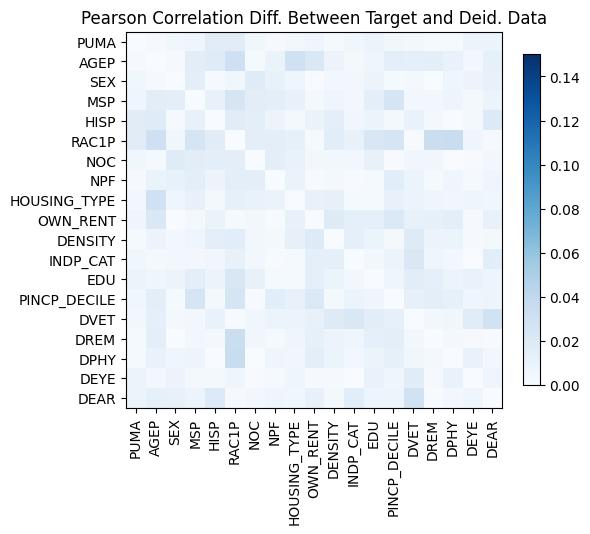 Pearson Correlation Diff. Between Target and Deid. Data
PUMA
AGEP
SEX
MSP
HISP
RAC1P
NOC
NPF
HOUSING_TYPE
OWN_RENT
DENSITY
INDP_CAT
EDU
PINCP_DECILE
DVET
DREM
DPHY
DEYE
DEAR
PUMA
AGEP
SEX
MSP
HISP
RAC1P
NOC
NPF
HOUSING_TYPE
OWN_RENT
DENSITY
INDP_CAT
EDU
PINCP_DECILE
DVET
DREM
DPHY
DEYE
DEAR
0.14
0.12
0.10
0.08
0.06
0.04
0.02
0.00